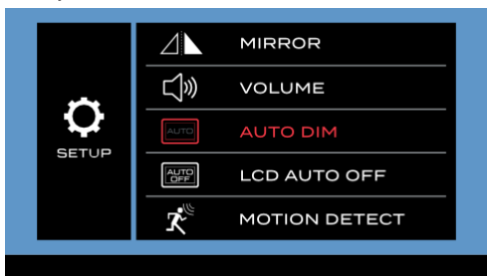 MIRROR
VOLUME
AUTO
AUTO DIM
SETUP
AUTO
OFF
LCD AUTO OFF
MOTION DETECT